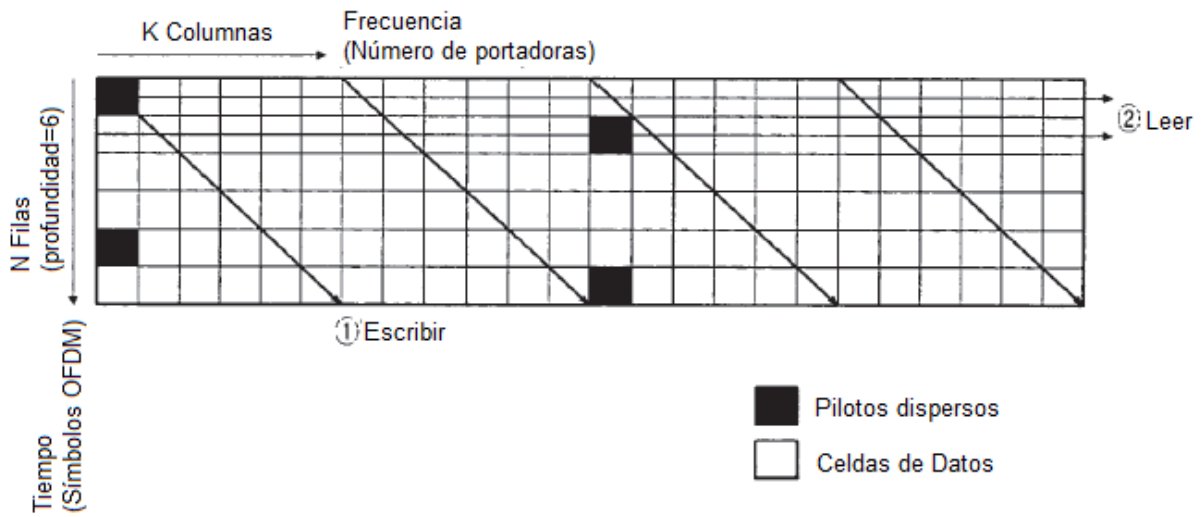 K Columnas
Frecuencia
(Número de portadoras)
N Filas
(profundidad=6)
② Leer
① Escribir
Tiempo
(Símbolos OFDM)
Pilotos dispersos
Celdas de Datos